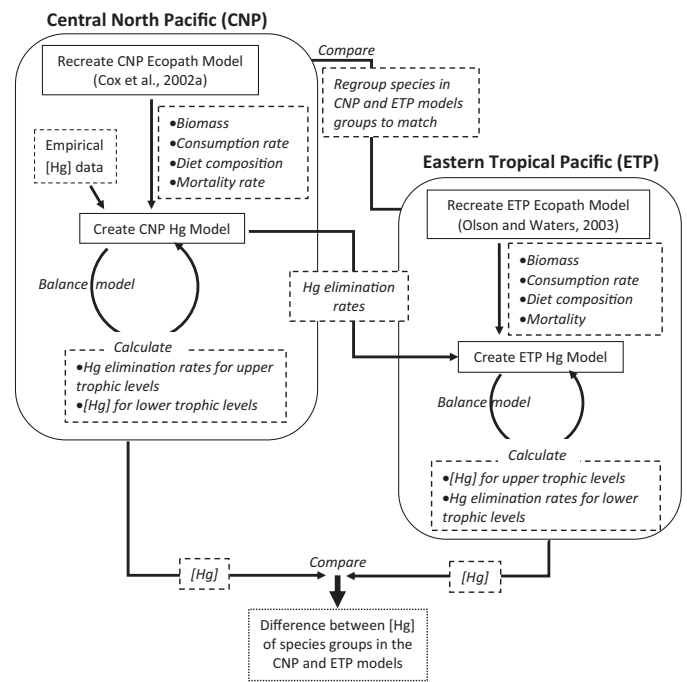 Central North Pacific (CNP)
Recreate CNP Ecopath Model
(Cox et al., 2002a)
Compare
Regroup species in
CNP and ETP models
groups to match
Empirical
[Hg] data
•Biomass
•Consumption rate
•Diet composition
•Mortality rate
Create CNP Hg Model
Balance model
Hg elimination
rates
Calculate
•Hg elimination rates for upper
trophic levels
•[Hg] for lower trophic levels
Eastern Tropical Pacific (ETP)
Recreate ETP Ecopath Model
(Olson and Waters, 2003)
•Biomass
•Consumption rate
•Diet composition
•Mortality
Create ETP Hg Model
Balance model
Calculate
•[Hg] for upper trophic levels
•Hg elimination rates for lower
trophic levels
[Hg]
Compare
[Hg]
Difference between [Hg]
of species groups in the
CNP and ETP models